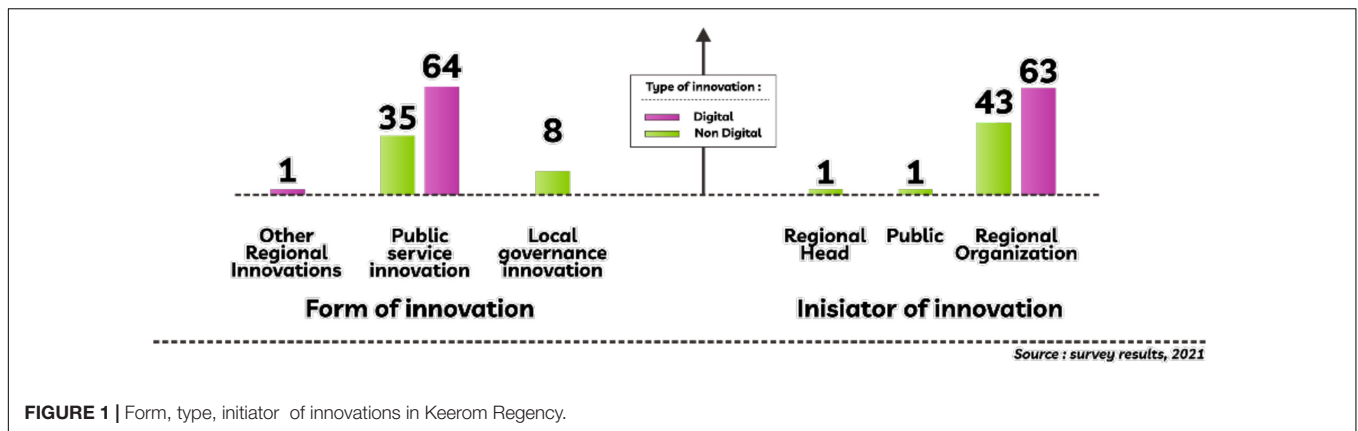 64
63
35
43
8
1
1
1
Type of innovation :
Digital
Non Digital
Other
Regional
Innovations
Public
service
innovation
Local
governance
innovation
Regional
Head
Public
Regional
Organization
Form of innovation
Inisiator of innovation
Source : survey results, 2021
FIGURE 1 | Form, type, initiator of innovations in Keerom Regency.